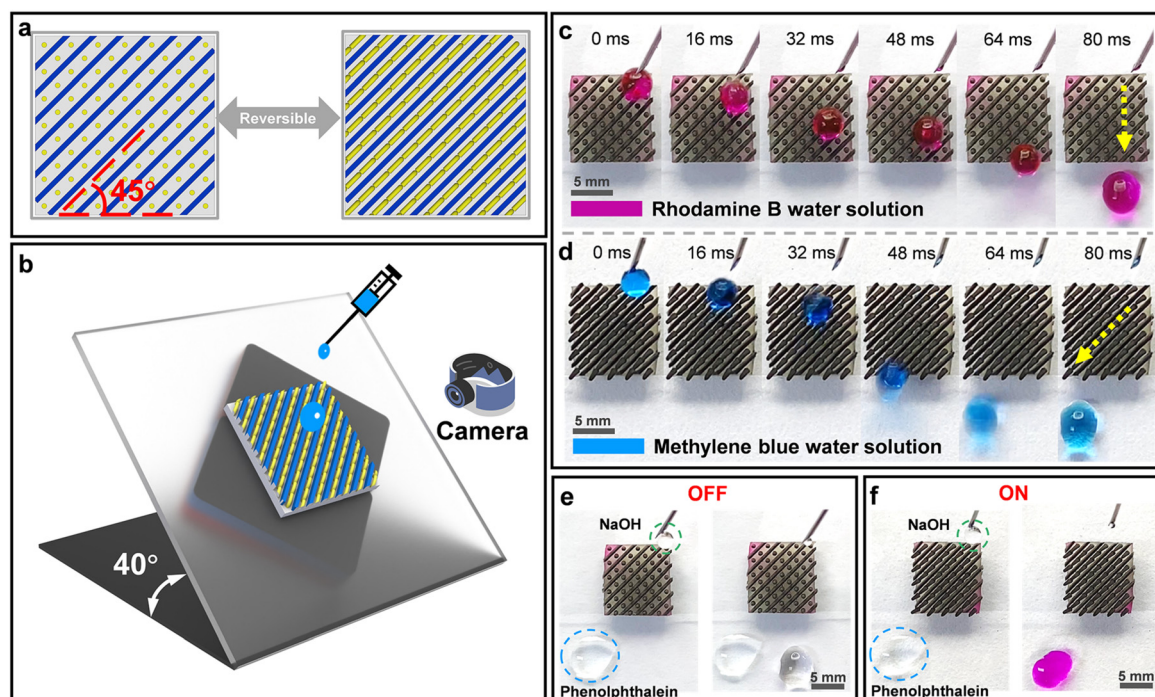 a
Reversible
45°
b
Camera
40°
c
0 ms 16 ms 32 ms 48 ms 64 ms 80 ms
5 mm
Rhodamine B water solution
d
0 ms 16 ms 32 ms 48 ms 64 ms 80 ms
5 mm
Methylene blue water solution
e OFF
NaOH
Phenolphthalein
5 mm
f ON
NaOH
Phenolphthalein
5 mm